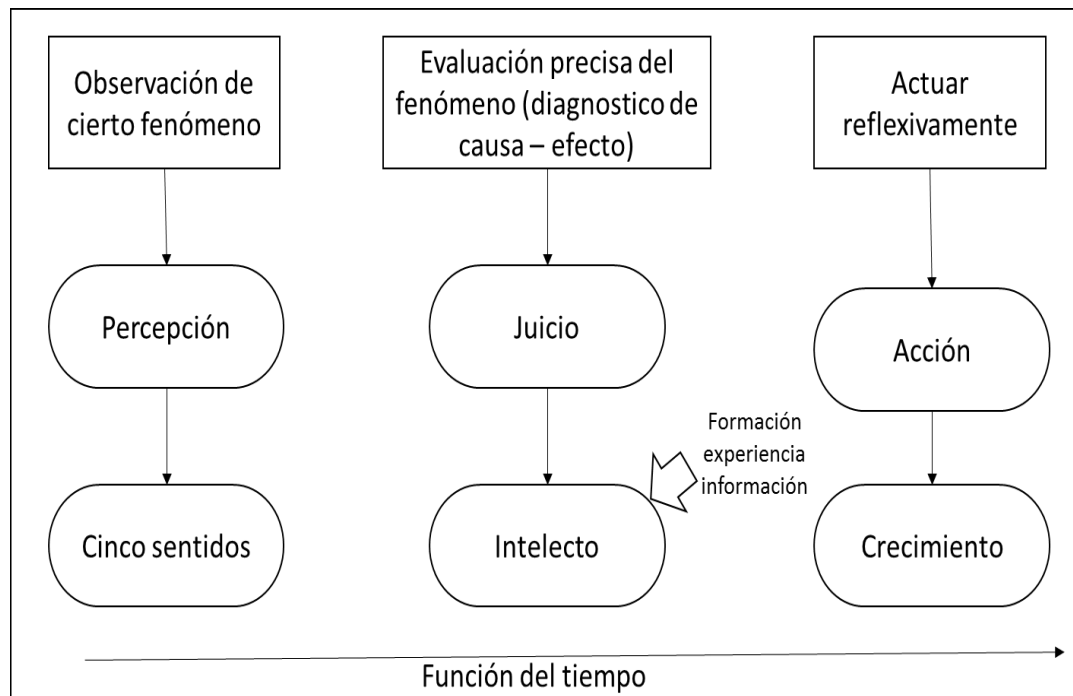 Observación de
cierto fenómeno
Evaluación precisa del
fenómeno (diagnostico de
causa – efecto)
Actuar
reflexivamente
Percepción
Juicio
Acción
Formación
experiencia
información
Cinco sentidos
Intelecto
Crecimiento
Función del tiempo